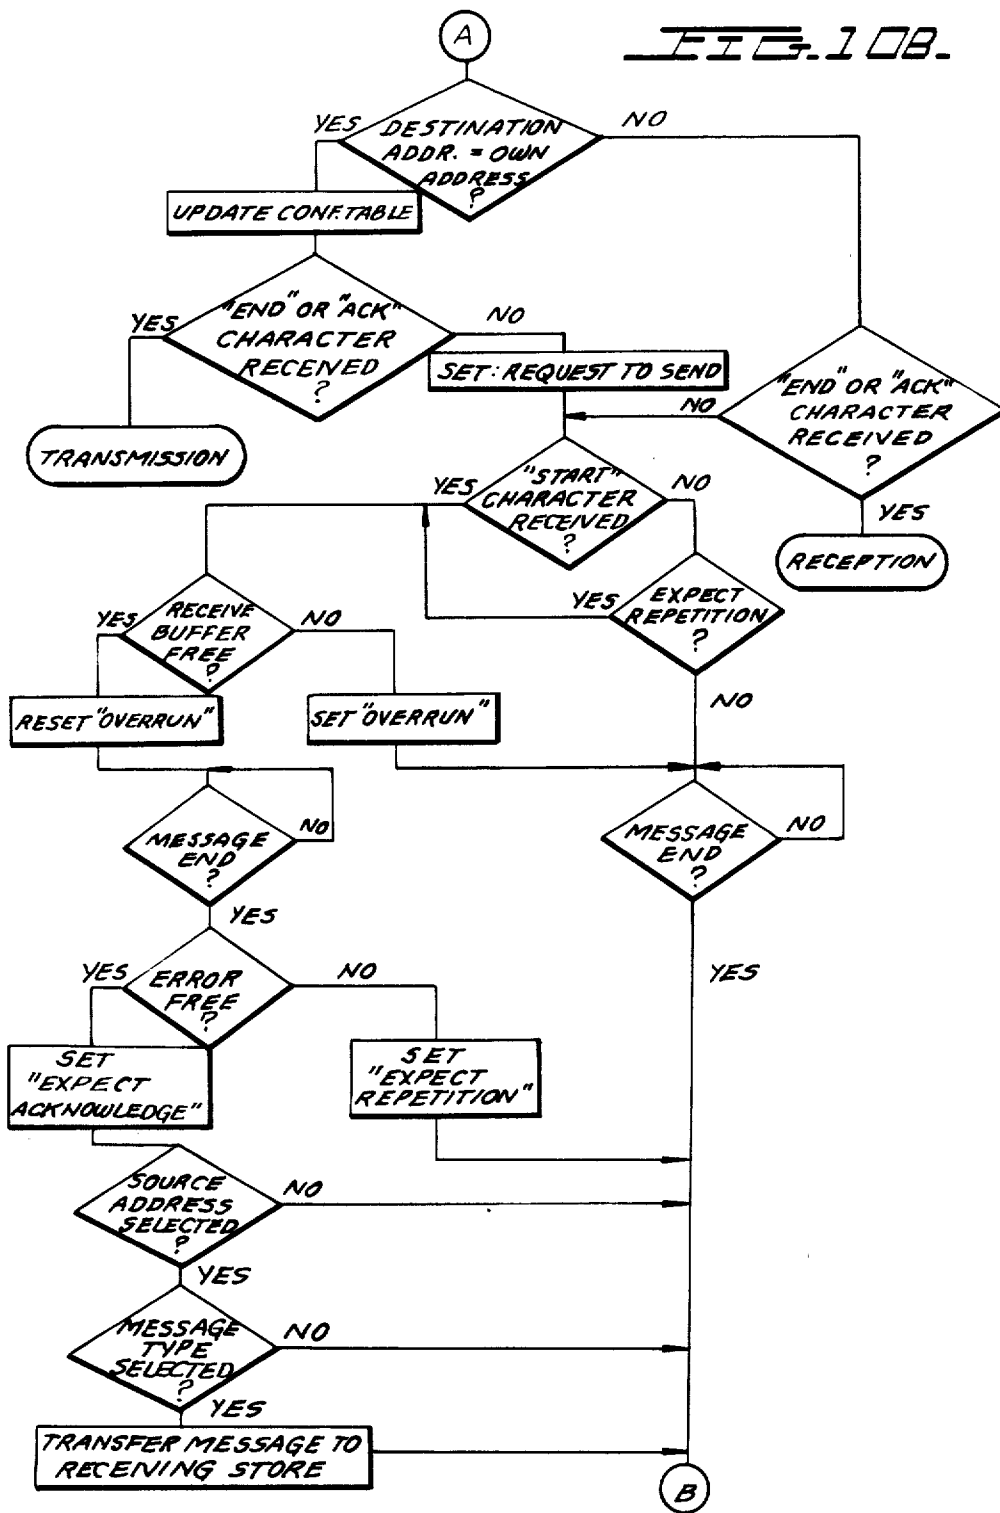 A
FIG. 10B.
YES
DESTINATION
ADDR. = OWN
ADDRESS
?
NO
UPDATE CONF.TABLE
YES
"END" OR "ACK"
CHARACTER
RECENED
?
NO
SET: REQUEST TO SEND
NO
"END" OR "ACK"
CHARACTER
RECEIVED
?
TRANSMISSION
YES
"START"
CHARACTER
RECEIVED
?
NO
YES
RECEPTION
YES
EXPECT
REPETITION
?
YES
RECEIVE
BUFFER
FREE
?
NO
NO
RESET "OVERRUN"
SET "OVERRUN"
MESSAGE
END
?
NO
MESSAGE
END
?
NO
YES
YES
YES
ERROR
FREE
?
NO
SET
"EXPECT
ACKNOWLEDGE"
SET
"EXPECT
REPETITION"
SOURCE
ADDRESS
SELECTED
?
NO
YES
MESSAGE
TYPE
SELECTED
?
NO
YES
TRANSFER MESSAGE TO
RECENING STORE
B